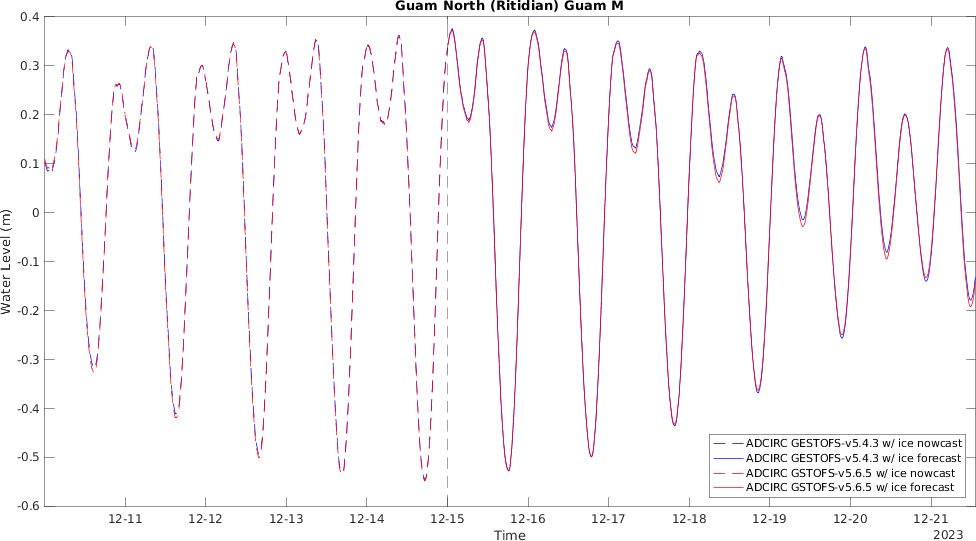 Guam North (Ritidian) Guam M
0.4
0.3
0.2
0.1
0
-0.1
-0.2
-0.3
-0.4
-0.5
-0.6
Water Level (m)
ADCIRC GESTOFS-v5.4.3 w/ ice nowcast
ADCIRC GESTOFS-v5.4.3 w/ ice forecast
ADCIRC GSTOFS-v5.6.5 w/ ice nowcast
ADCIRC GSTOFS-v5.6.5 w/ ice forecast
12-11 12-12 12-13 12-14 12-15 12-16 12-17 12-18 12-19 12-20 12-21
2023
Time